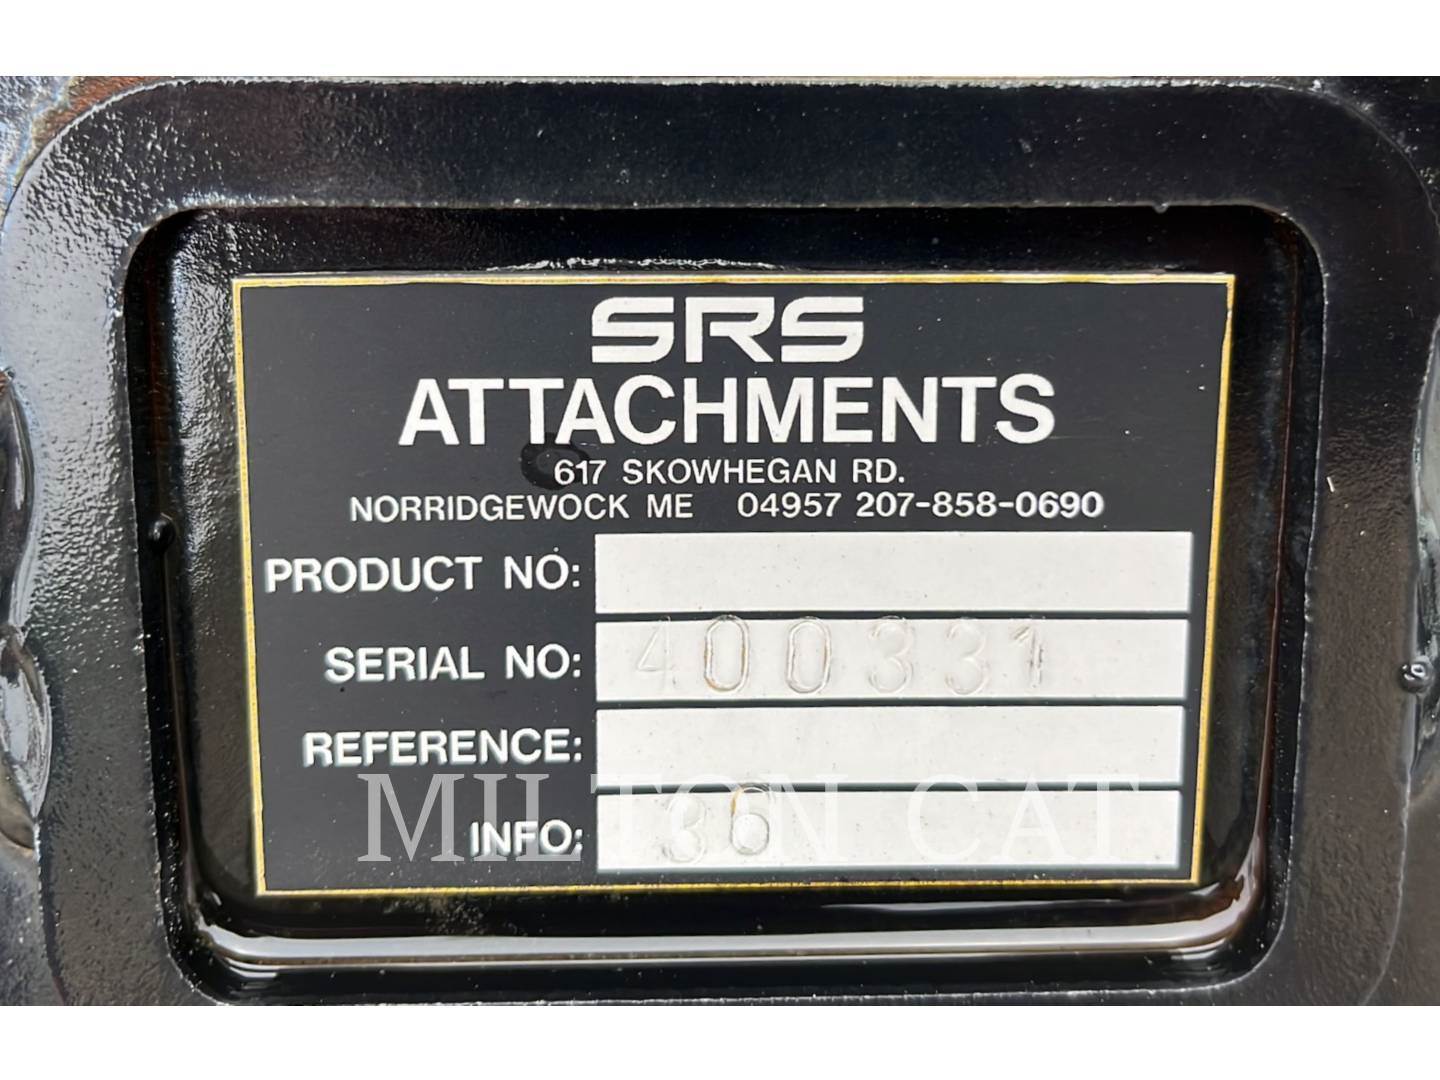 SRS
ATTACHMENTS
617 SKOWHEGAN RD.
NORRIDGEWOCK ME 04957 207-858-0690
PRODUCT NO:
SERIAL NO: 400331
REFERENCE:
INFO: 36
MILTON CAT